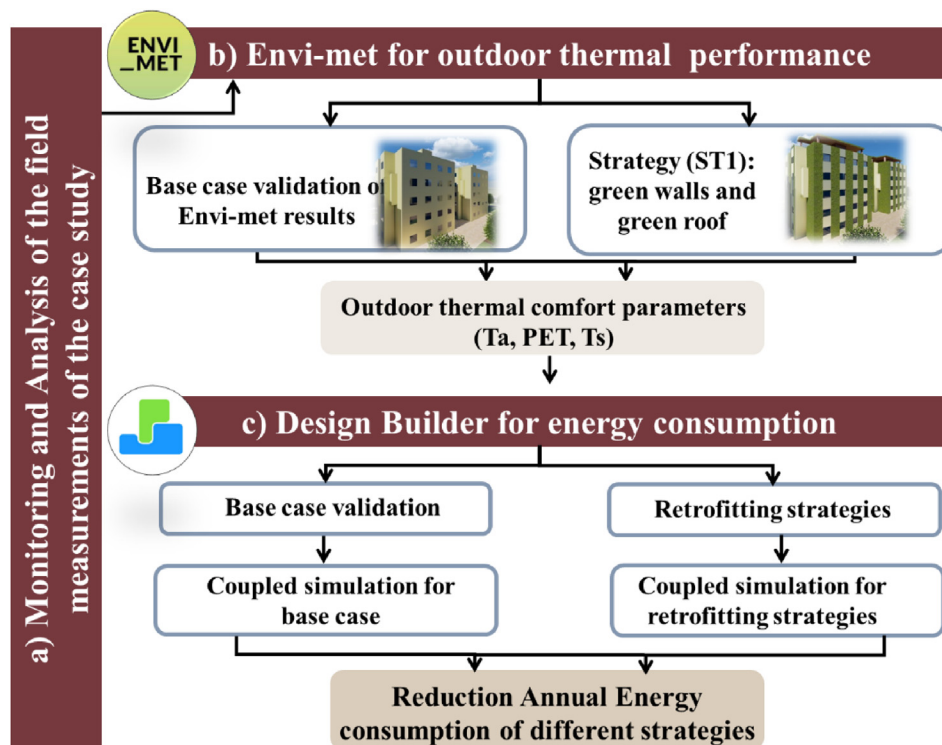 a) Monitoring and Analysis of the field
measurements of the case study
ENVI
_MET
b) Envi-met for outdoor thermal performance
Base case validation of
Envi-met results
Strategy (ST1):
green walls and
green roof
Outdoor thermal comfort parameters
(Ta, PET, Ts)
c) Design Builder for energy consumption
Base case validation
Retrofitting strategies
Coupled simulation for
base case
Coupled simulation for
retrofitting strategies
Reduction Annual Energy
consumption of different strategies